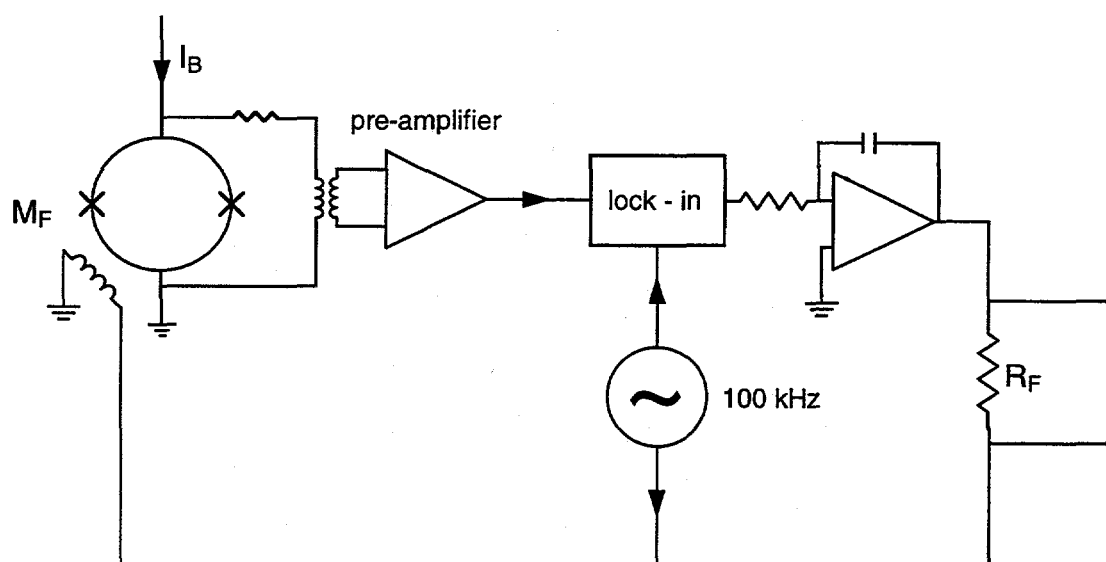 I_B
pre-amplifier
M_F
lock - in
100 kHz
R_F